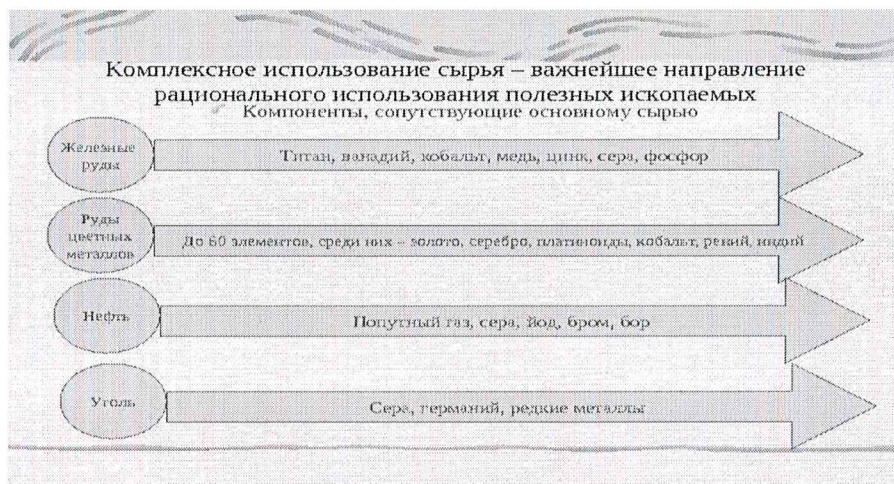 Комплексное использование сырья – важнейшее направление
рационального использования полезных ископаемых
Компоненты, сопутствующие основному сырью
Железные
руды
Титан, ванадий, кобальт, медь, цинк, сера, фосфор
Руды
цветных
металлов
До 60 элементов, среди них – золото, серебро, платиноиды, кобальт, рений, индий
Нефть
Попутный газ, сера, йод, бром, бор
Уголь
Сера, германий, редкие металлы